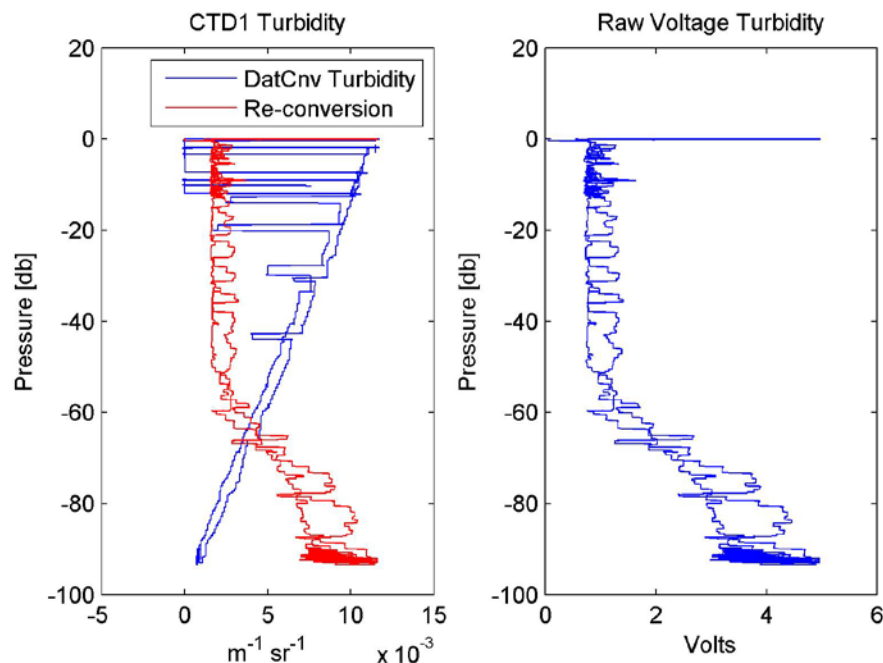 CTD1 Turbidity
DatCnv Turbidity
Re-conversion
20
0
-20
-40
-60
-80
-100
Pressure [db]
-5 0 5 10 15
m⁻¹ sr⁻¹ x 10⁻³
Raw Voltage Turbidity
20
0
-20
-40
-60
-80
-100
Pressure [db]
0 2 4 6
Volts